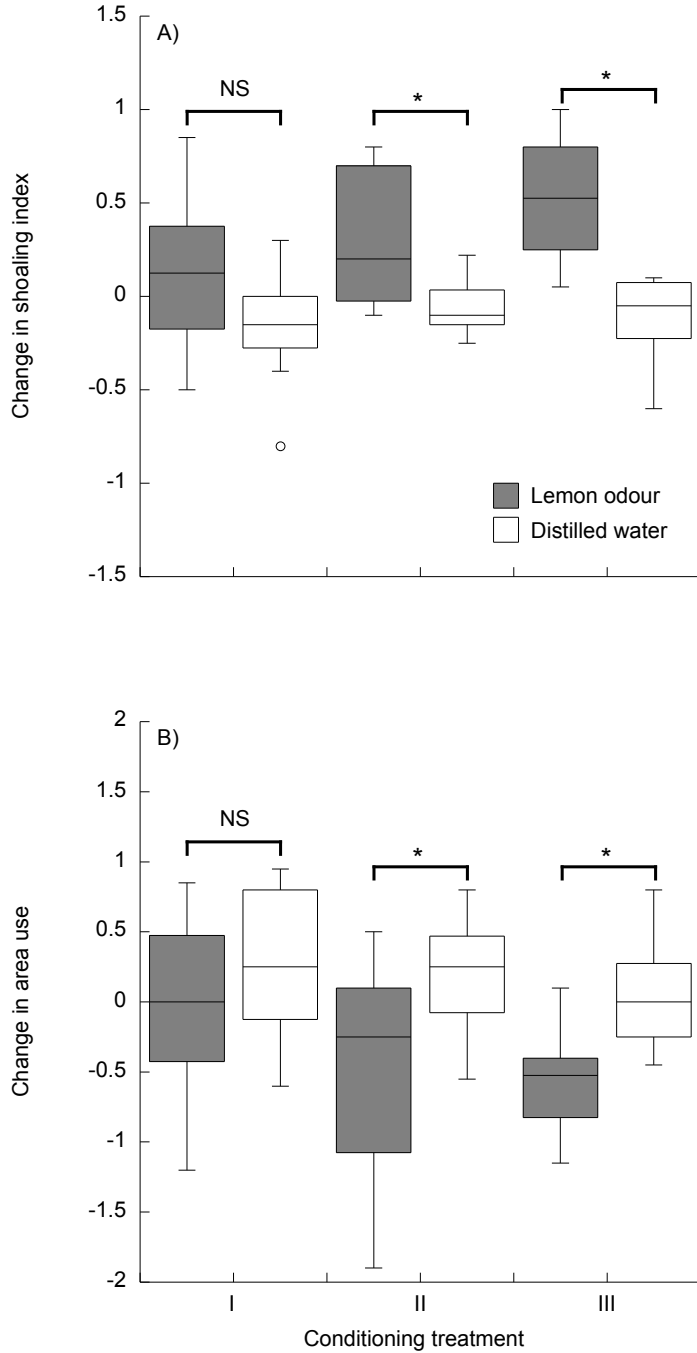 A)
1.5
1
0.5
0
-0.5
-1
-1.5
Change in shoaling index
NS
*
*
Lemon odour
Distilled water
B)
2
1.5
1
0.5
0
-0.5
-1
-1.5
-2
Change in area use
NS
*
*
I II III
Conditioning treatment